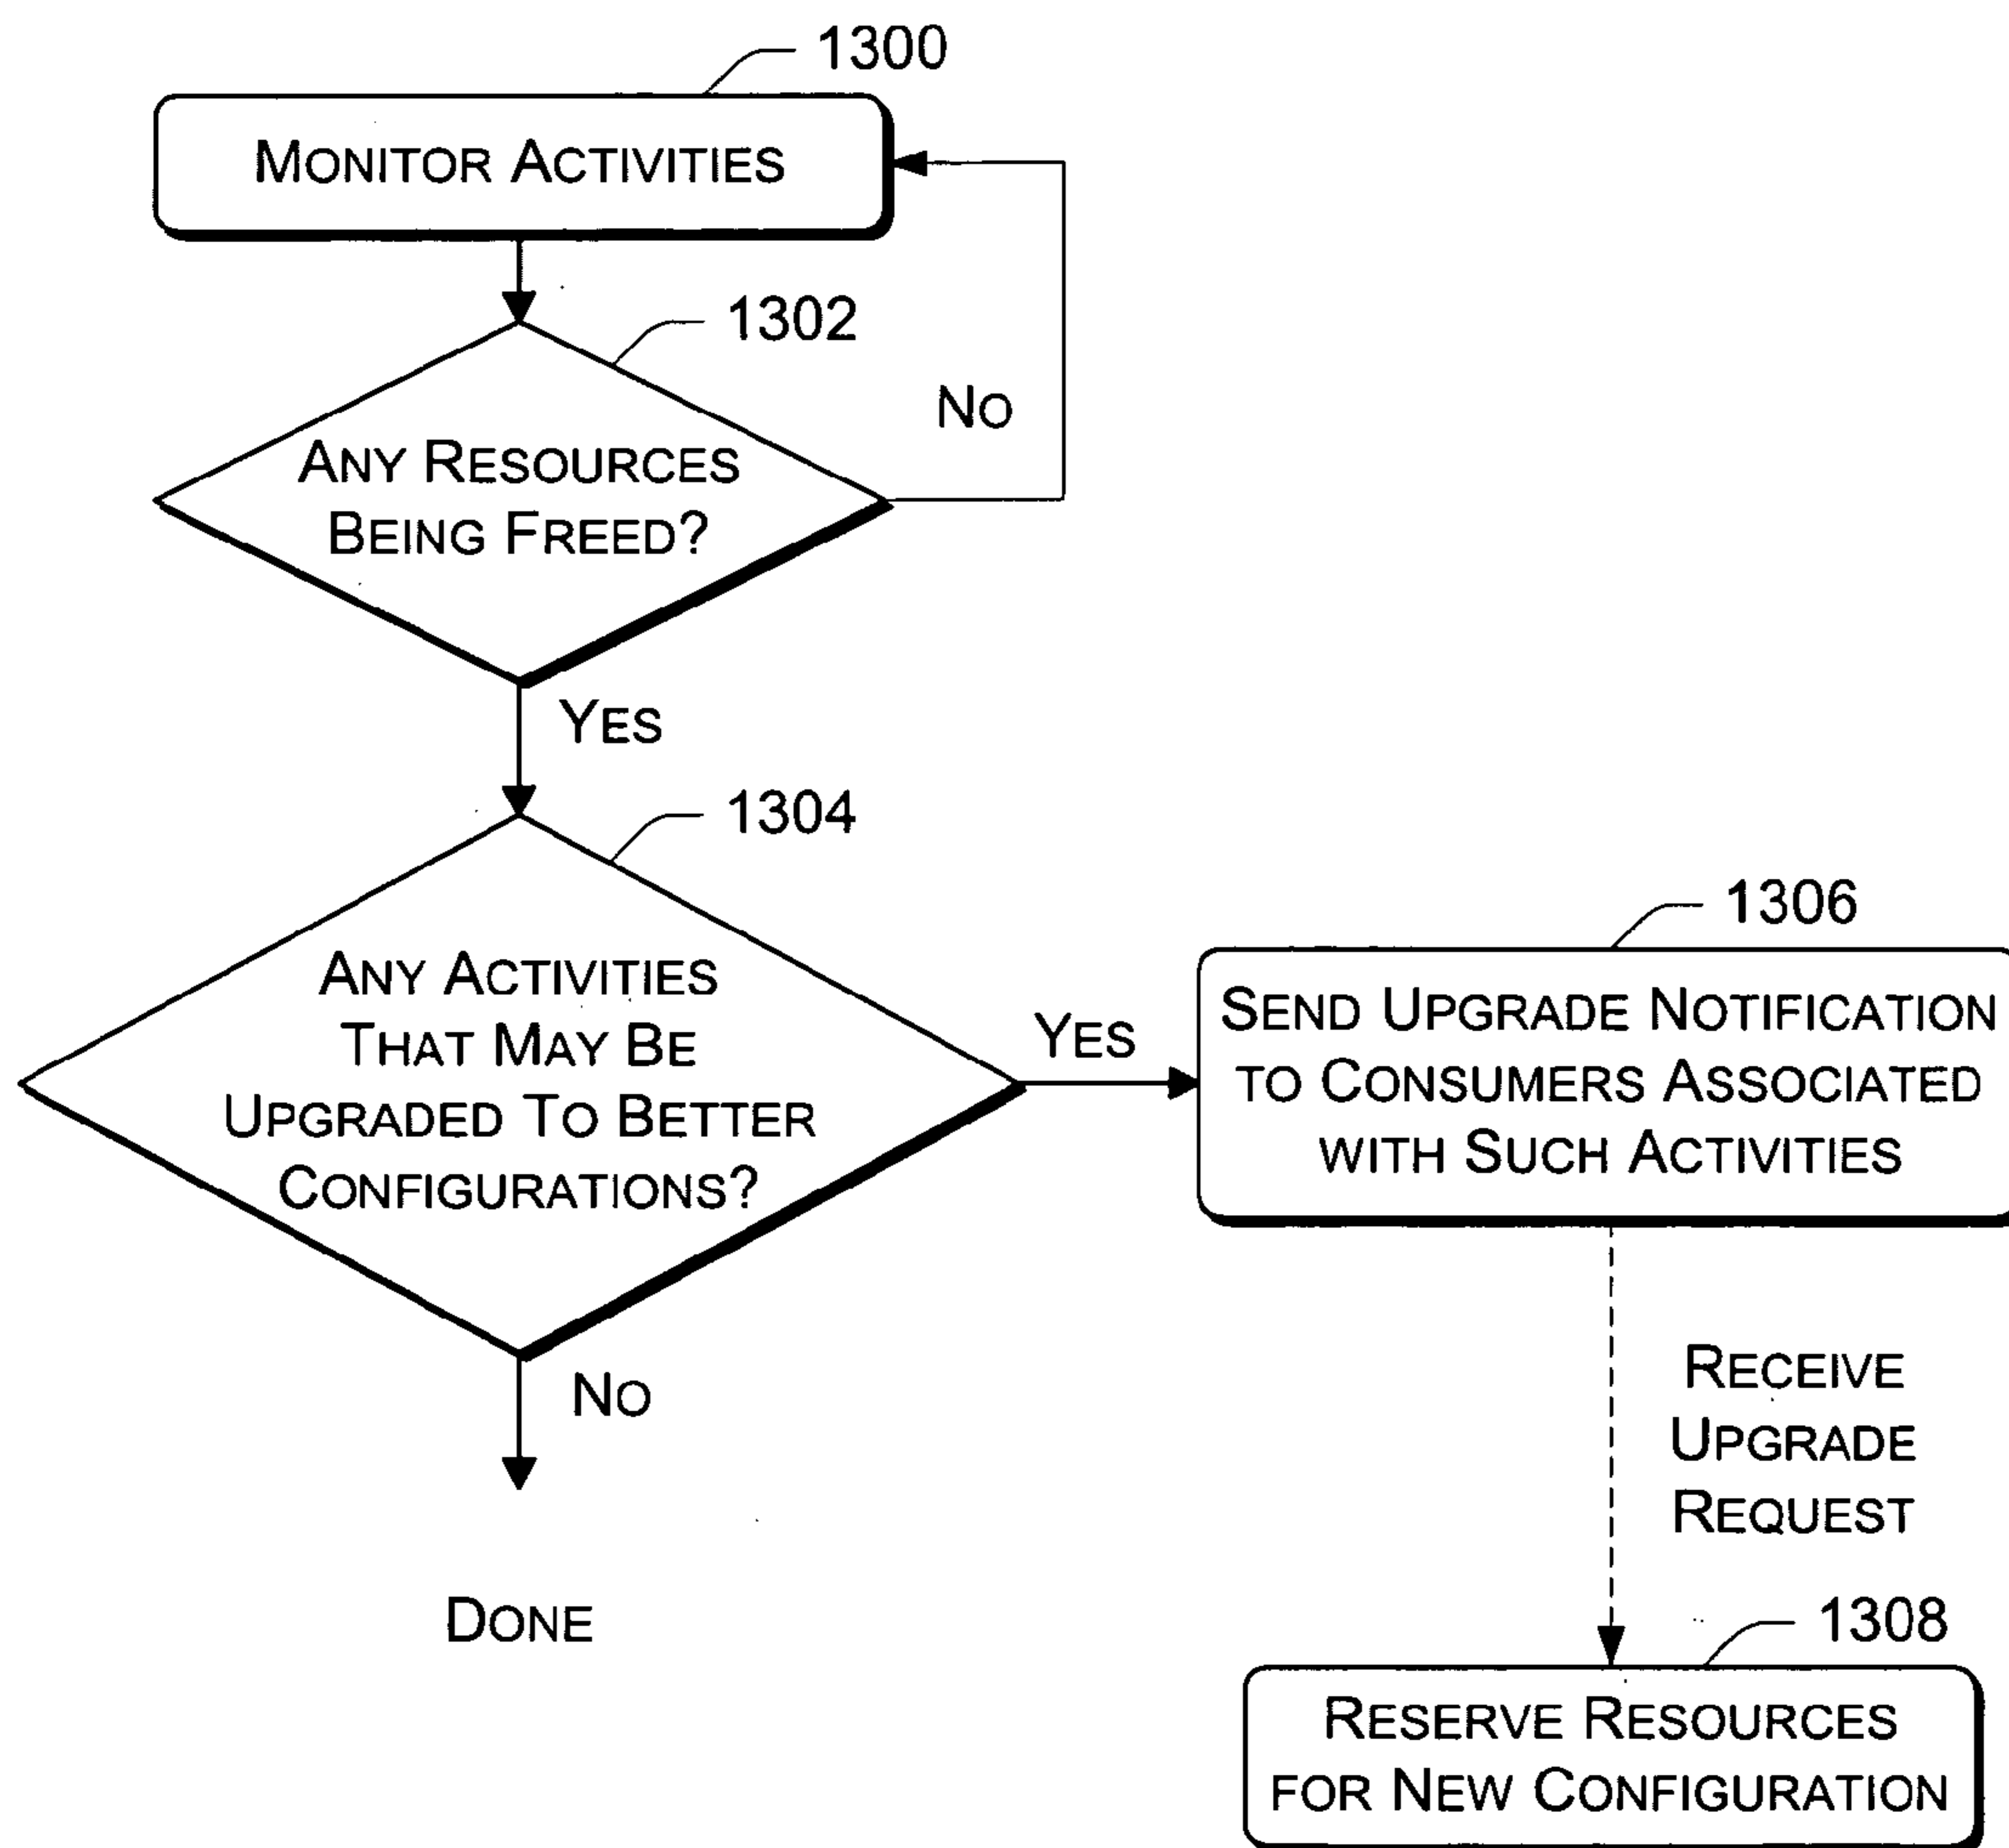 1300
MONITOR ACTIVITIES
1302
ANY RESOURCES
BEING FREED?
NO
YES
1304
ANY ACTIVITIES
THAT MAY BE
UPGRADED TO BETTER
CONFIGURATIONS?
YES
1306
SEND UPGRADE NOTIFICATION
TO CONSUMERS ASSOCIATED
WITH SUCH ACTIVITIES
NO
DONE
RECEIVE
UPGRADE
REQUEST
1308
RESERVE RESOURCES
FOR NEW CONFIGURATION